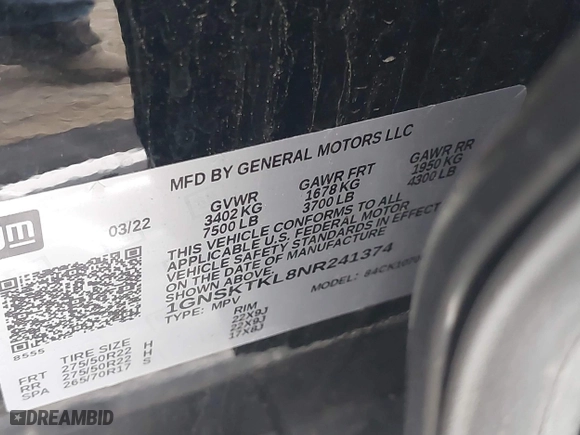 MFD BY GENERAL MOTORS LLC
gm
03/22
GVWR GAWR FRT GAWR RR
3402 KG 1678 KG 1950 KG
7500 LB 3700 LB 4300 LB
THIS VEHICLE CONFORMS TO ALL
APPLICABLE U.S. FEDERAL MOTOR
VEHICLE SAFETY STANDARDS IN EFFECT
ON THE DATE OF MANUFACTURE
SHOWN ABOVE.
1GNSKTKL8NR241374
TYPE: MPV MODEL:
8555
TIRE SIZE RIM
FRT 275/50R22 H 22X9J
RR 275/50R22 H 22X9J
SPA 265/70R17 S 17X8J
DREAMBID